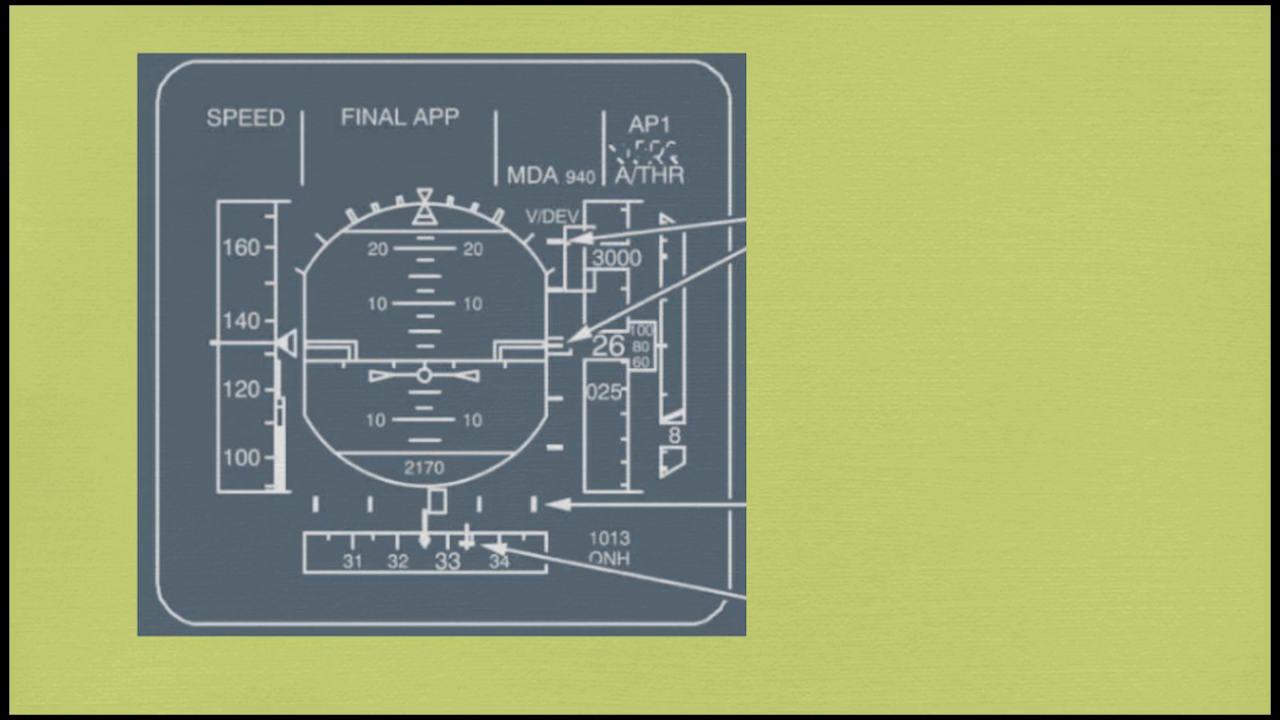 SPEED
FINAL APP
AP1
MDA 940
A/THR
V/DEV
160
20 20
3000
10 10
140
100
26 80
60
120
025
10 10
100
8
2170
1013
QNH
31 32 33 34